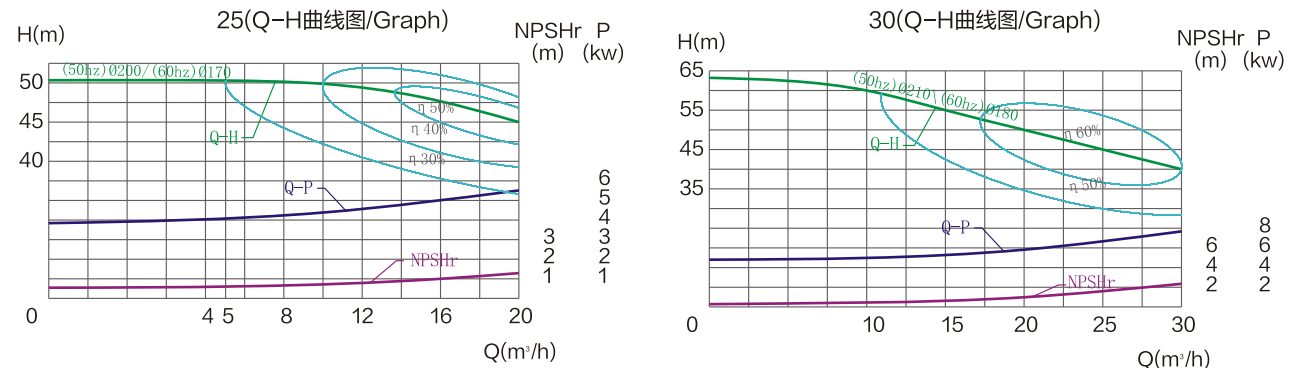 25(Q-H曲线图/Graph)
H(m)
NPSHr P
(m) (kw)
(50hz)Ø200/(60hz)Ø170
50
η 50%
45
η 40%
Q-H
40
η 30%
6
Q-P
5
4
3 3
2 2
NPSHr
1 1
0 4 5 8 12 16 20
Q(m³/h)
30(Q-H曲线图/Graph)
H(m)
NPSHr P
(m) (kw)
65
(50hz)Ø210\(60hz)Ø180
55
η 60%
Q-H
45
35
η 50%
8
Q-P
6 6
4 4
NPSHr
2 2
0 10 15 20 25 30
Q(m³/h)